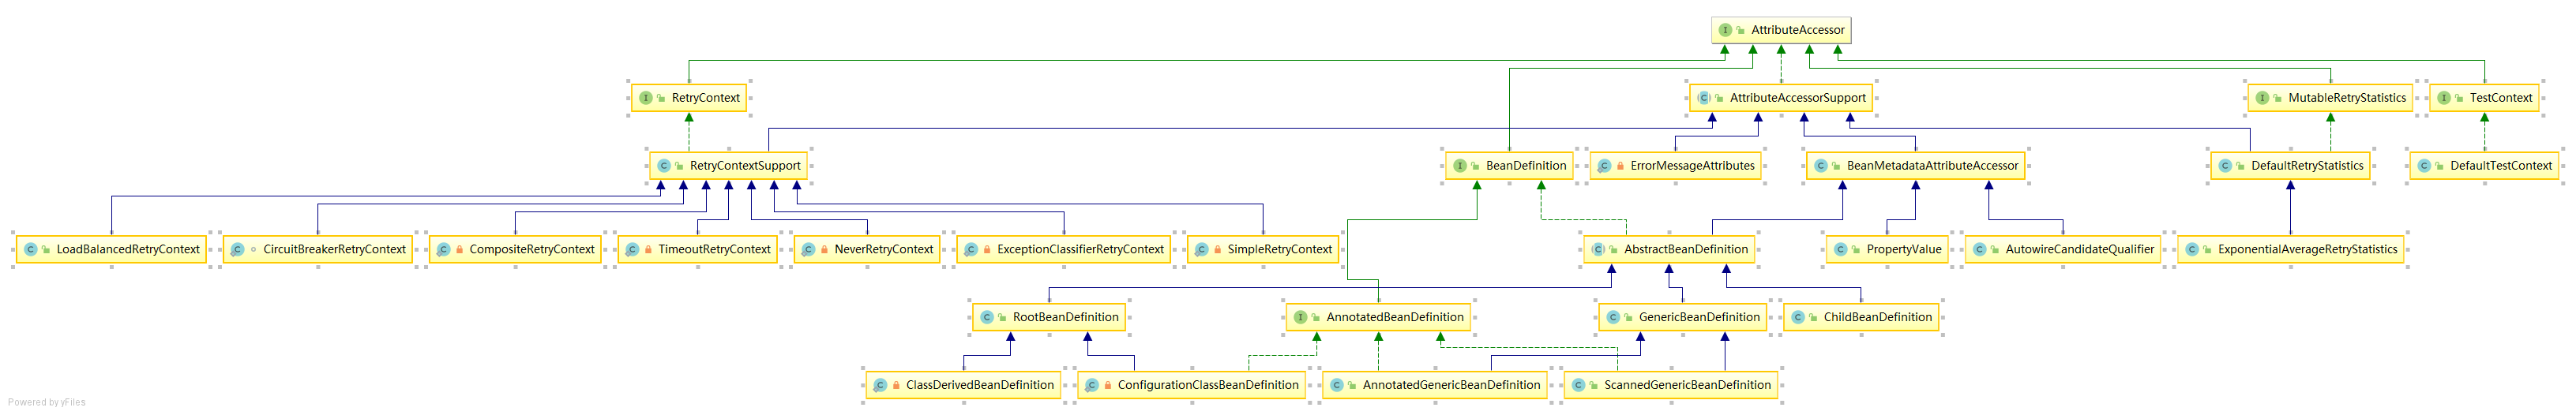 AttributeAccessor
RetryContext
AttributeAccessorSupport
MutableRetryStatistics
TestContext
RetryContextSupport
BeanDefinition
ErrorMessageAttributes
BeanMetadataAttributeAccessor
DefaultRetryStatistics
DefaultTestContext
LoadBalancedRetryContext
CircuitBreakerRetryContext
CompositeRetryContext
TimeoutRetryContext
NeverRetryContext
ExceptionClassifierRetryContext
SimpleRetryContext
AbstractBeanDefinition
PropertyValue
AutowireCandidateQualifier
ExponentialAverageRetryStatistics
RootBeanDefinition
AnnotatedBeanDefinition
GenericBeanDefinition
ChildBeanDefinition
ClassDerivedBeanDefinition
ConfigurationClassBeanDefinition
AnnotatedGenericBeanDefinition
ScannedGenericBeanDefinition
Powered by yFiles